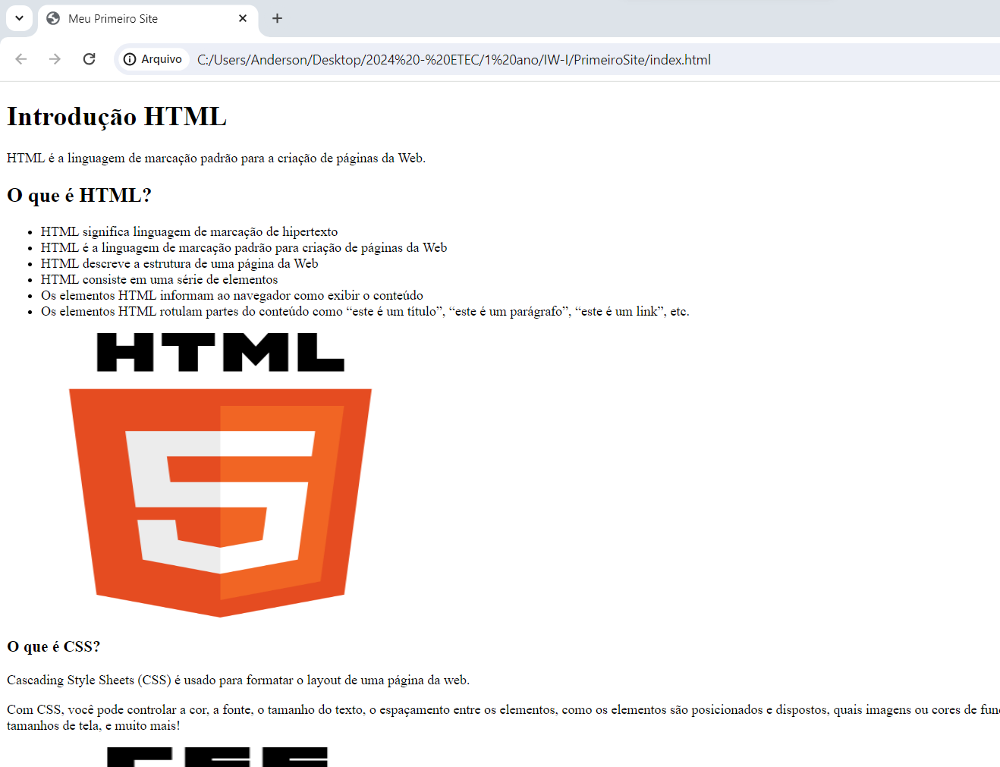 Meu Primeiro Site
Arquivo C:/Users/Anderson/Desktop/2024%20-%20ETEC/1%20ano/IW-I/PrimeiroSite/index.html
Introdução HTML
HTML é a linguagem de marcação padrão para a criação de páginas da Web.
O que é HTML?
• HTML significa linguagem de marcação de hipertexto
• HTML é a linguagem de marcação padrão para criação de páginas da Web
• HTML descreve a estrutura de uma página da Web
• HTML consiste em uma série de elementos
• Os elementos HTML informam ao navegador como exibir o conteúdo
• Os elementos HTML rotulam partes do conteúdo como “este é um título”, “este é um parágrafo”, “este é um link”, etc.
HTML
5
O que é CSS?
Cascading Style Sheets (CSS) é usado para formatar o layout de uma página da web.
Com CSS, você pode controlar a cor, a fonte, o tamanho do texto, o espaçamento entre os elementos, como os elementos são posicionados e dispostos, quais imagens ou cores de
tamanhos de tela, e muito mais!